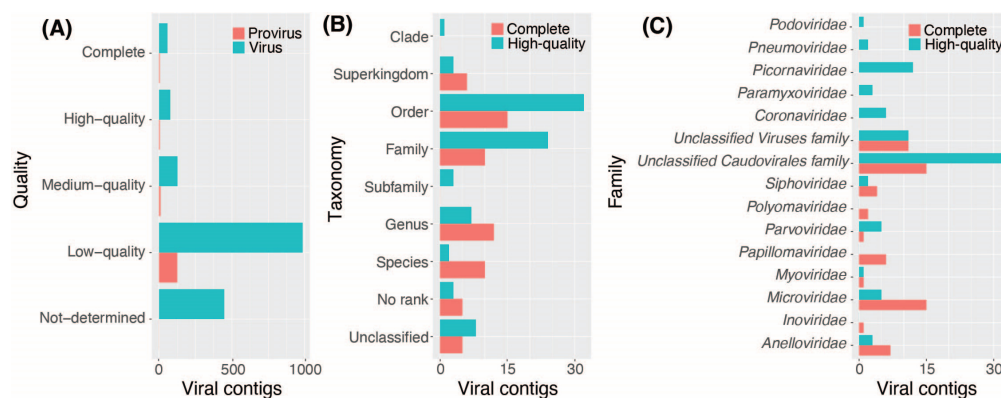 (A)
Provirus
Virus
Complete
High-quality
Medium-quality
Low-quality
Not-determined
Quality
0
500
1000
Viral contigs
(B)
Complete
High-quality
Clade
Superkingdom
Order
Family
Subfamily
Genus
Species
No rank
Unclassified
Taxonomy
0
15
30
Viral contigs
(C)
Complete
High-quality
Podoviridae
Pneumoviridae
Picornaviridae
Paramyxoviridae
Coronaviridae
Unclassified Viruses family
Unclassified Caudovirales family
Siphoviridae
Polyomaviridae
Parvoviridae
Papillomaviridae
Myoviridae
Microviridae
Inoviridae
Anelloviridae
Family
0
15
30
Viral contigs